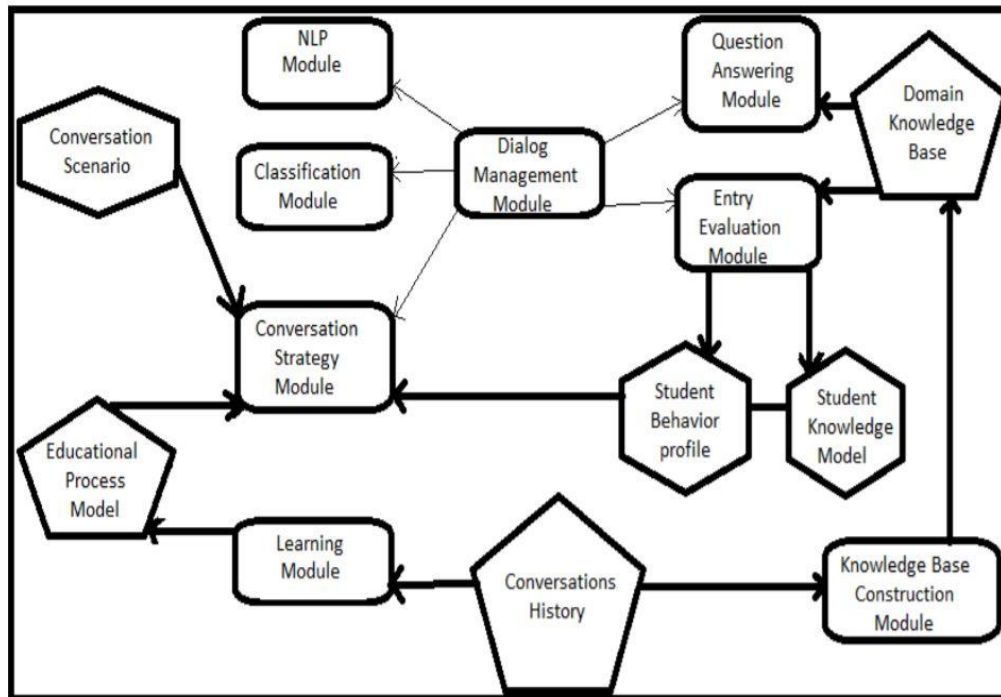 NLP
Module
Question
Answering
Module
Domain
Knowledge
Base
Conversation
Scenario
Classification
Module
Dialog
Management
Module
Entry
Evaluation
Module
Conversation
Strategy
Module
Student
Behavior
profile
Student
Knowledge
Model
Educational
Process
Model
Learning
Module
Conversations
History
Knowledge Base
Construction
Module